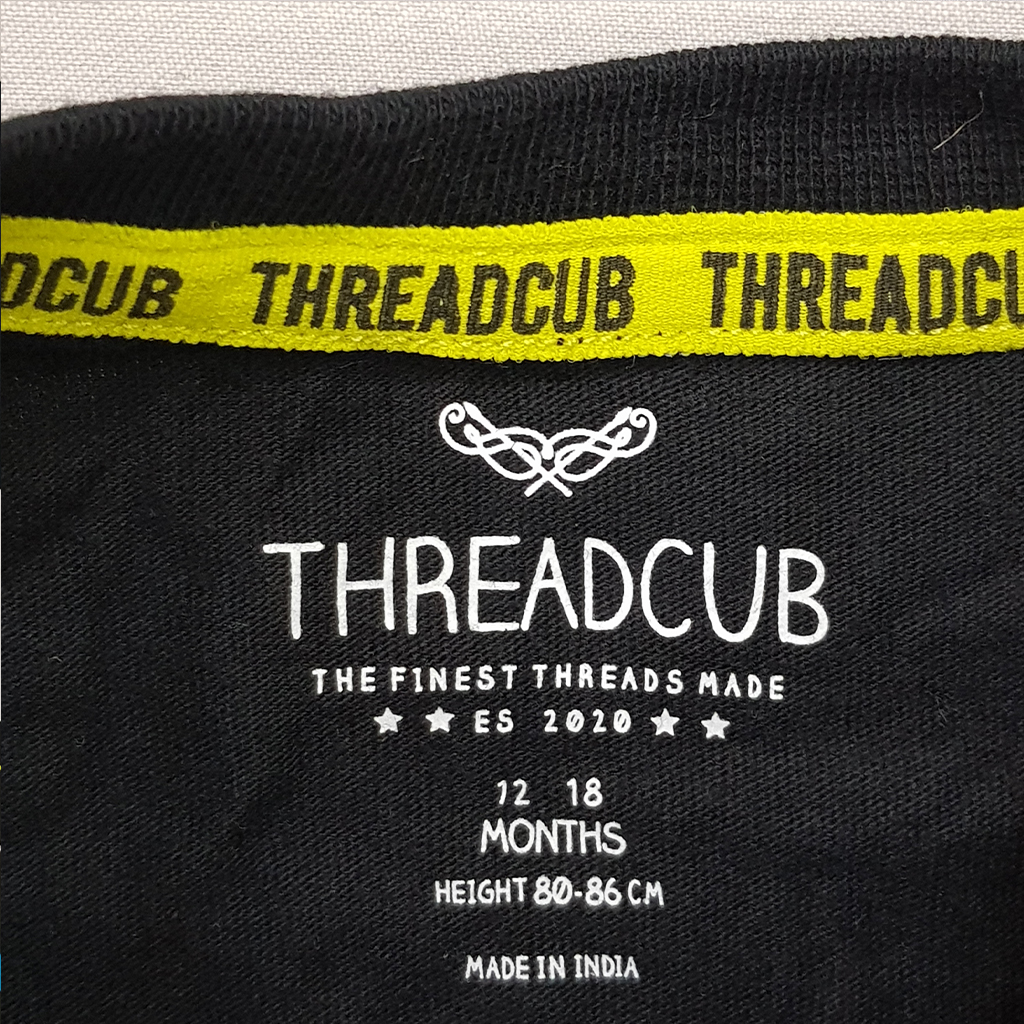 DCUB THREADCUB THREADCU
THREADCUB
THE FINEST THREADS MADE
ES 2020
12 18
MONTHS
HEIGHT 80-86 CM
MADE IN INDIA